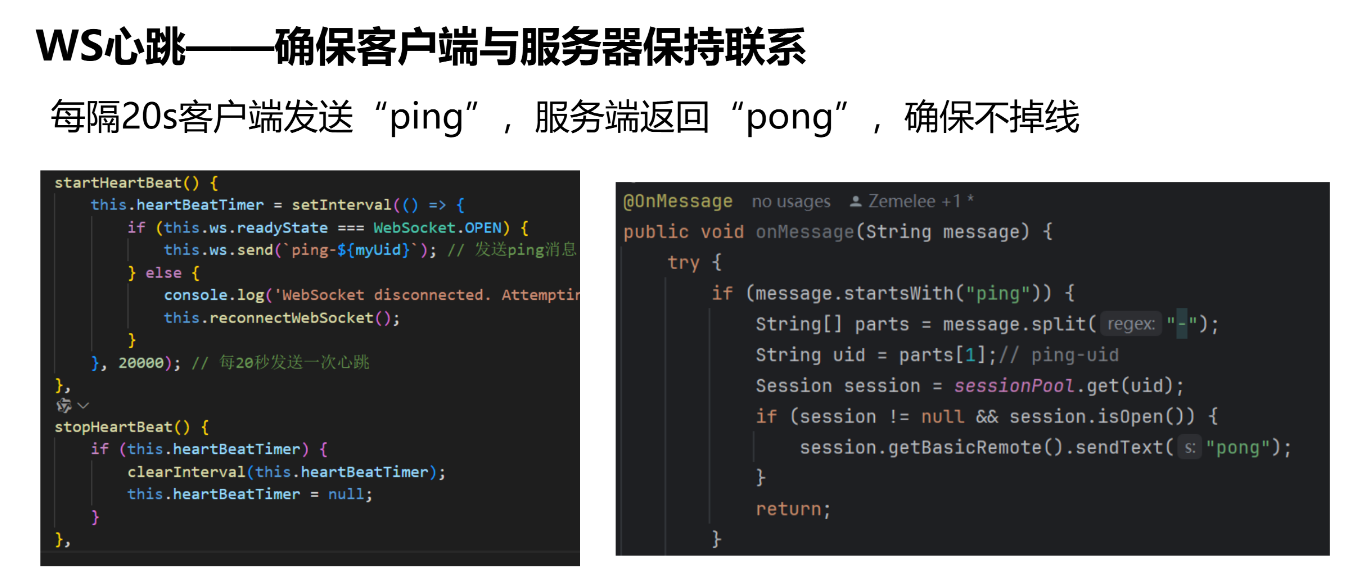 WS心跳——确保客户端与服务器保持联系
每隔20s客户端发送“ping”，服务端返回“pong”，确保不掉线
startHeartBeat() {
this.heartBeatTimer = setInterval(() => {
if (this.ws.readyState === WebSocket.OPEN) {
this.ws.send(`ping-${myUid}`); // 发送ping消息
} else {
console.log('WebSocket disconnected. Attemptin
this.reconnectWebSocket();
}
}, 20000); // 每20秒发送一次心跳
},
stopHeartBeat() {
if (this.heartBeatTimer) {
clearInterval(this.heartBeatTimer);
this.heartBeatTimer = null;
}
},
@OnMessage no usages Zemelee +1 *
public void onMessage(String message) {
try {
if (message.startsWith("ping")) {
String[] parts = message.split( regex: "-");
String uid = parts[1];// ping-uid
Session session = sessionPool.get(uid);
if (session != null && session.isOpen()) {
session.getBasicRemote().sendText( s: "pong");
}
return;
}